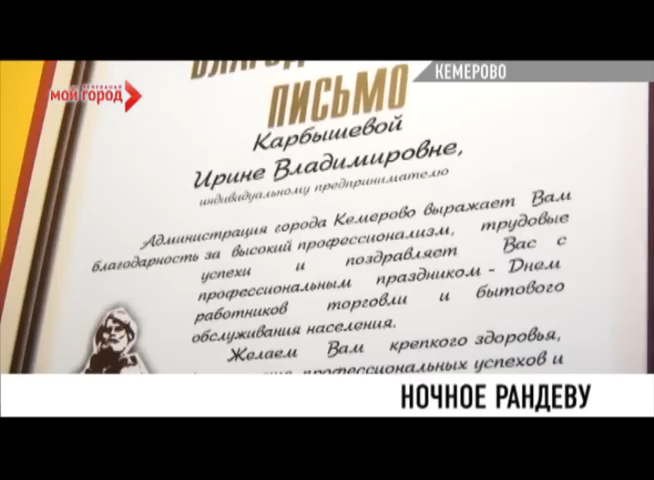 КЕМЕРОВО
ТЕЛЕКАНАЛ
МОЙ ГОРОД
ПИСЬМО
Карбышевой
Ирине Владимировне,
индивидуальному предпринимателю
Администрация города Кемерово выражает Вам
благодарность за высокий профессионализм, трудовые
успехи и поздравляет Вас с
профессиональным праздником - Днем
работников торговли и бытового
обслуживания населения.
Желаем Вам крепкого здоровья,
профессиональных успехов и
НОЧНОЕ РАНДЕВУ